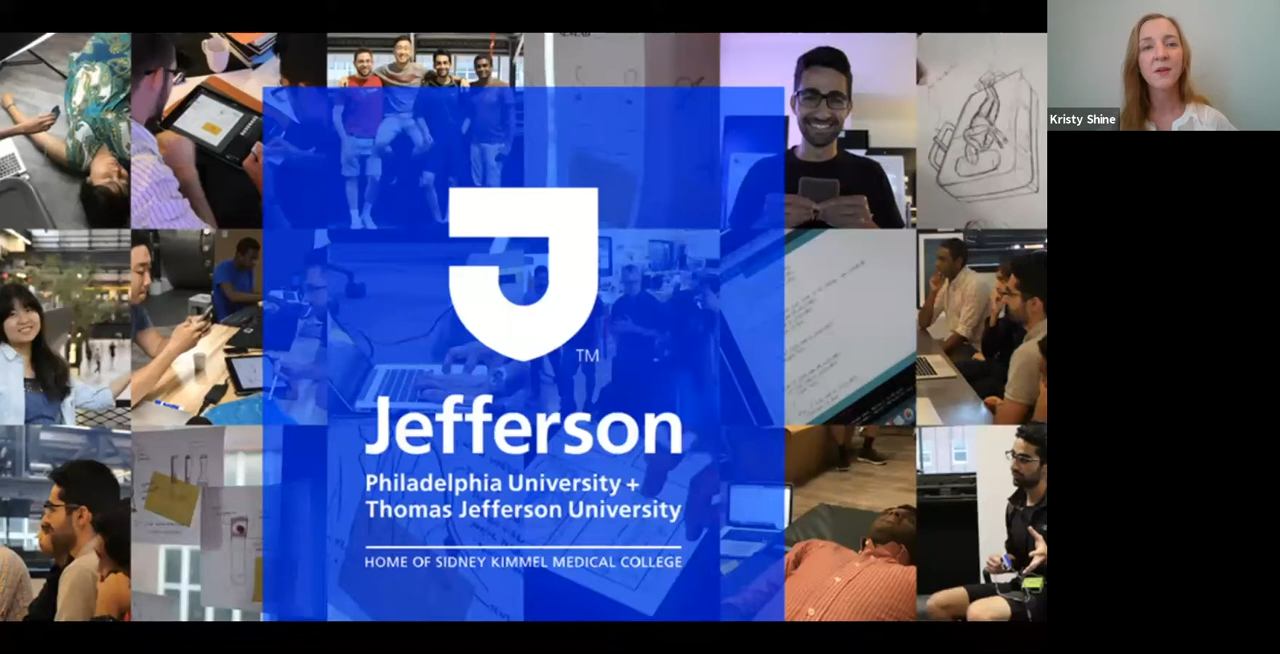 Kristy Shine
TM
Jefferson
Philadelphia University +
Thomas Jefferson University
HOME OF SIDNEY KIMMEL MEDICAL COLLEGE